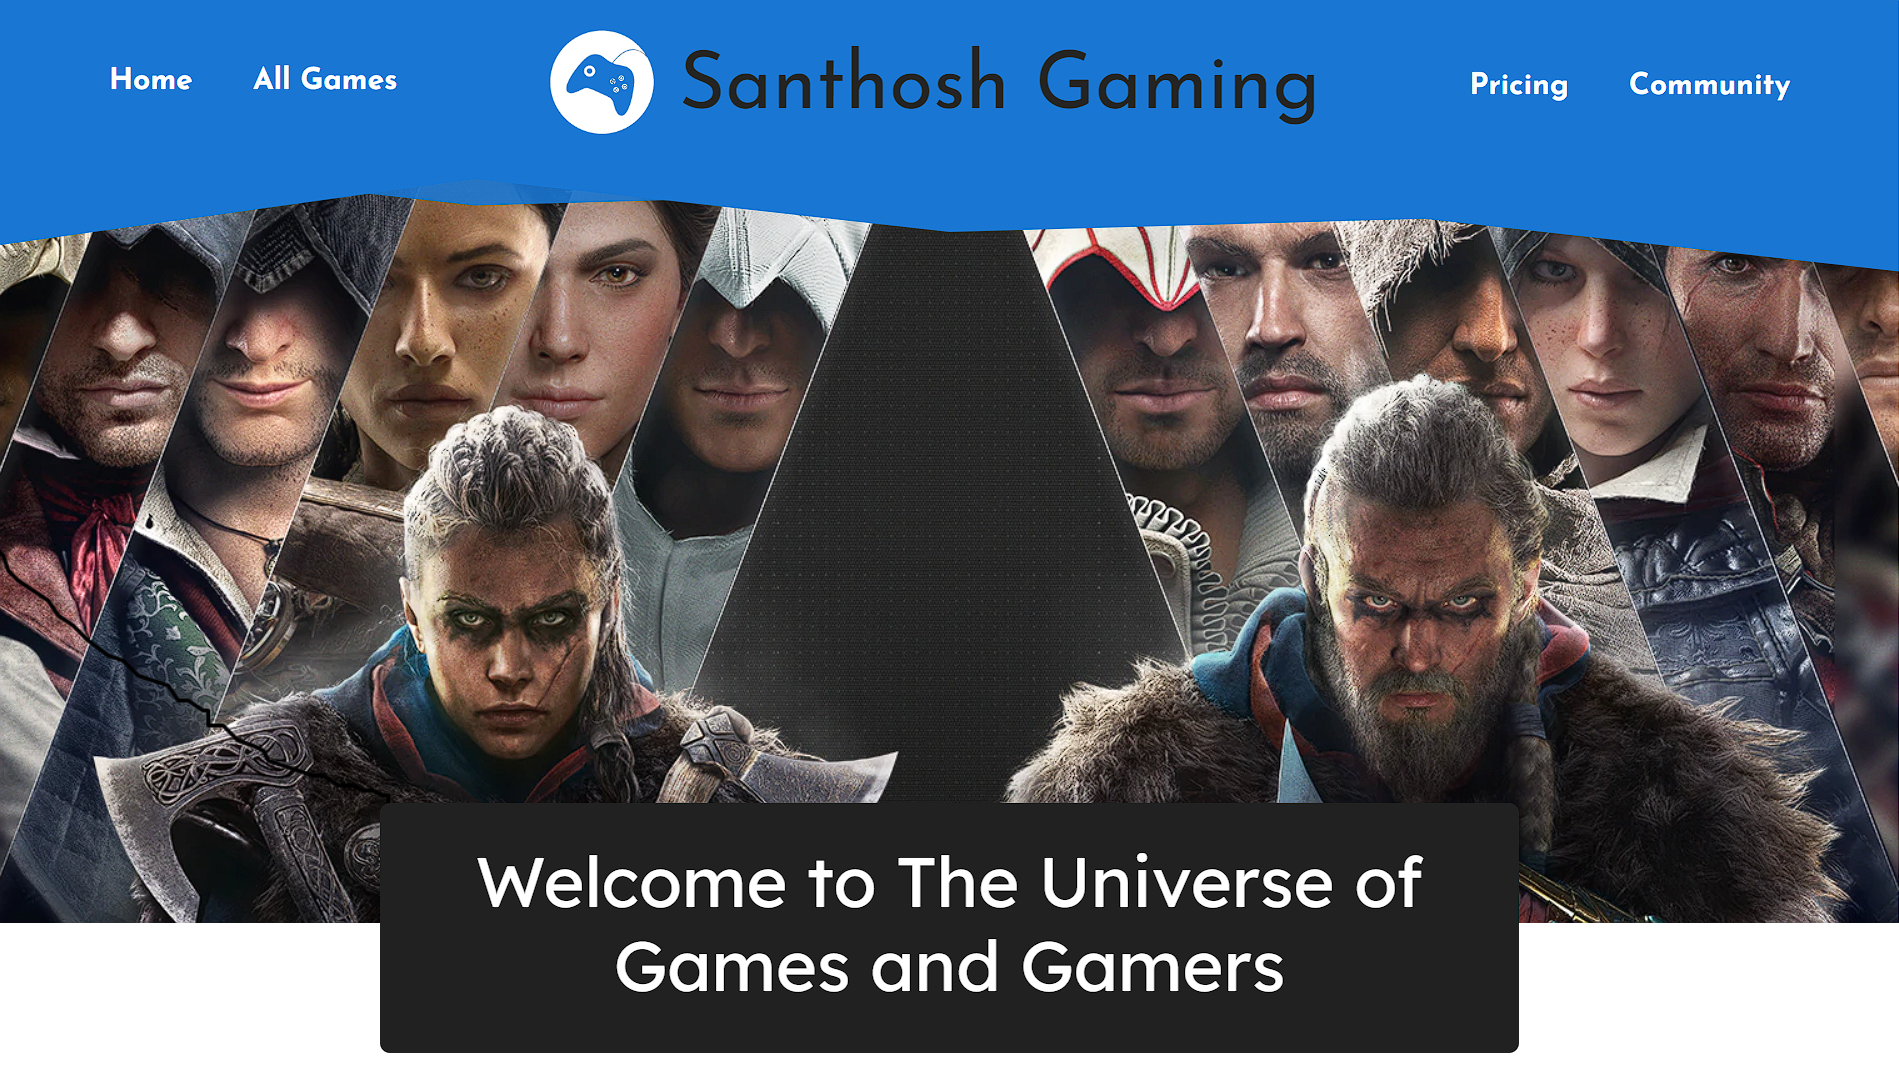 Home
All Games
Santhosh Gaming
Pricing
Community
Welcome to The Universe of
Games and Gamers